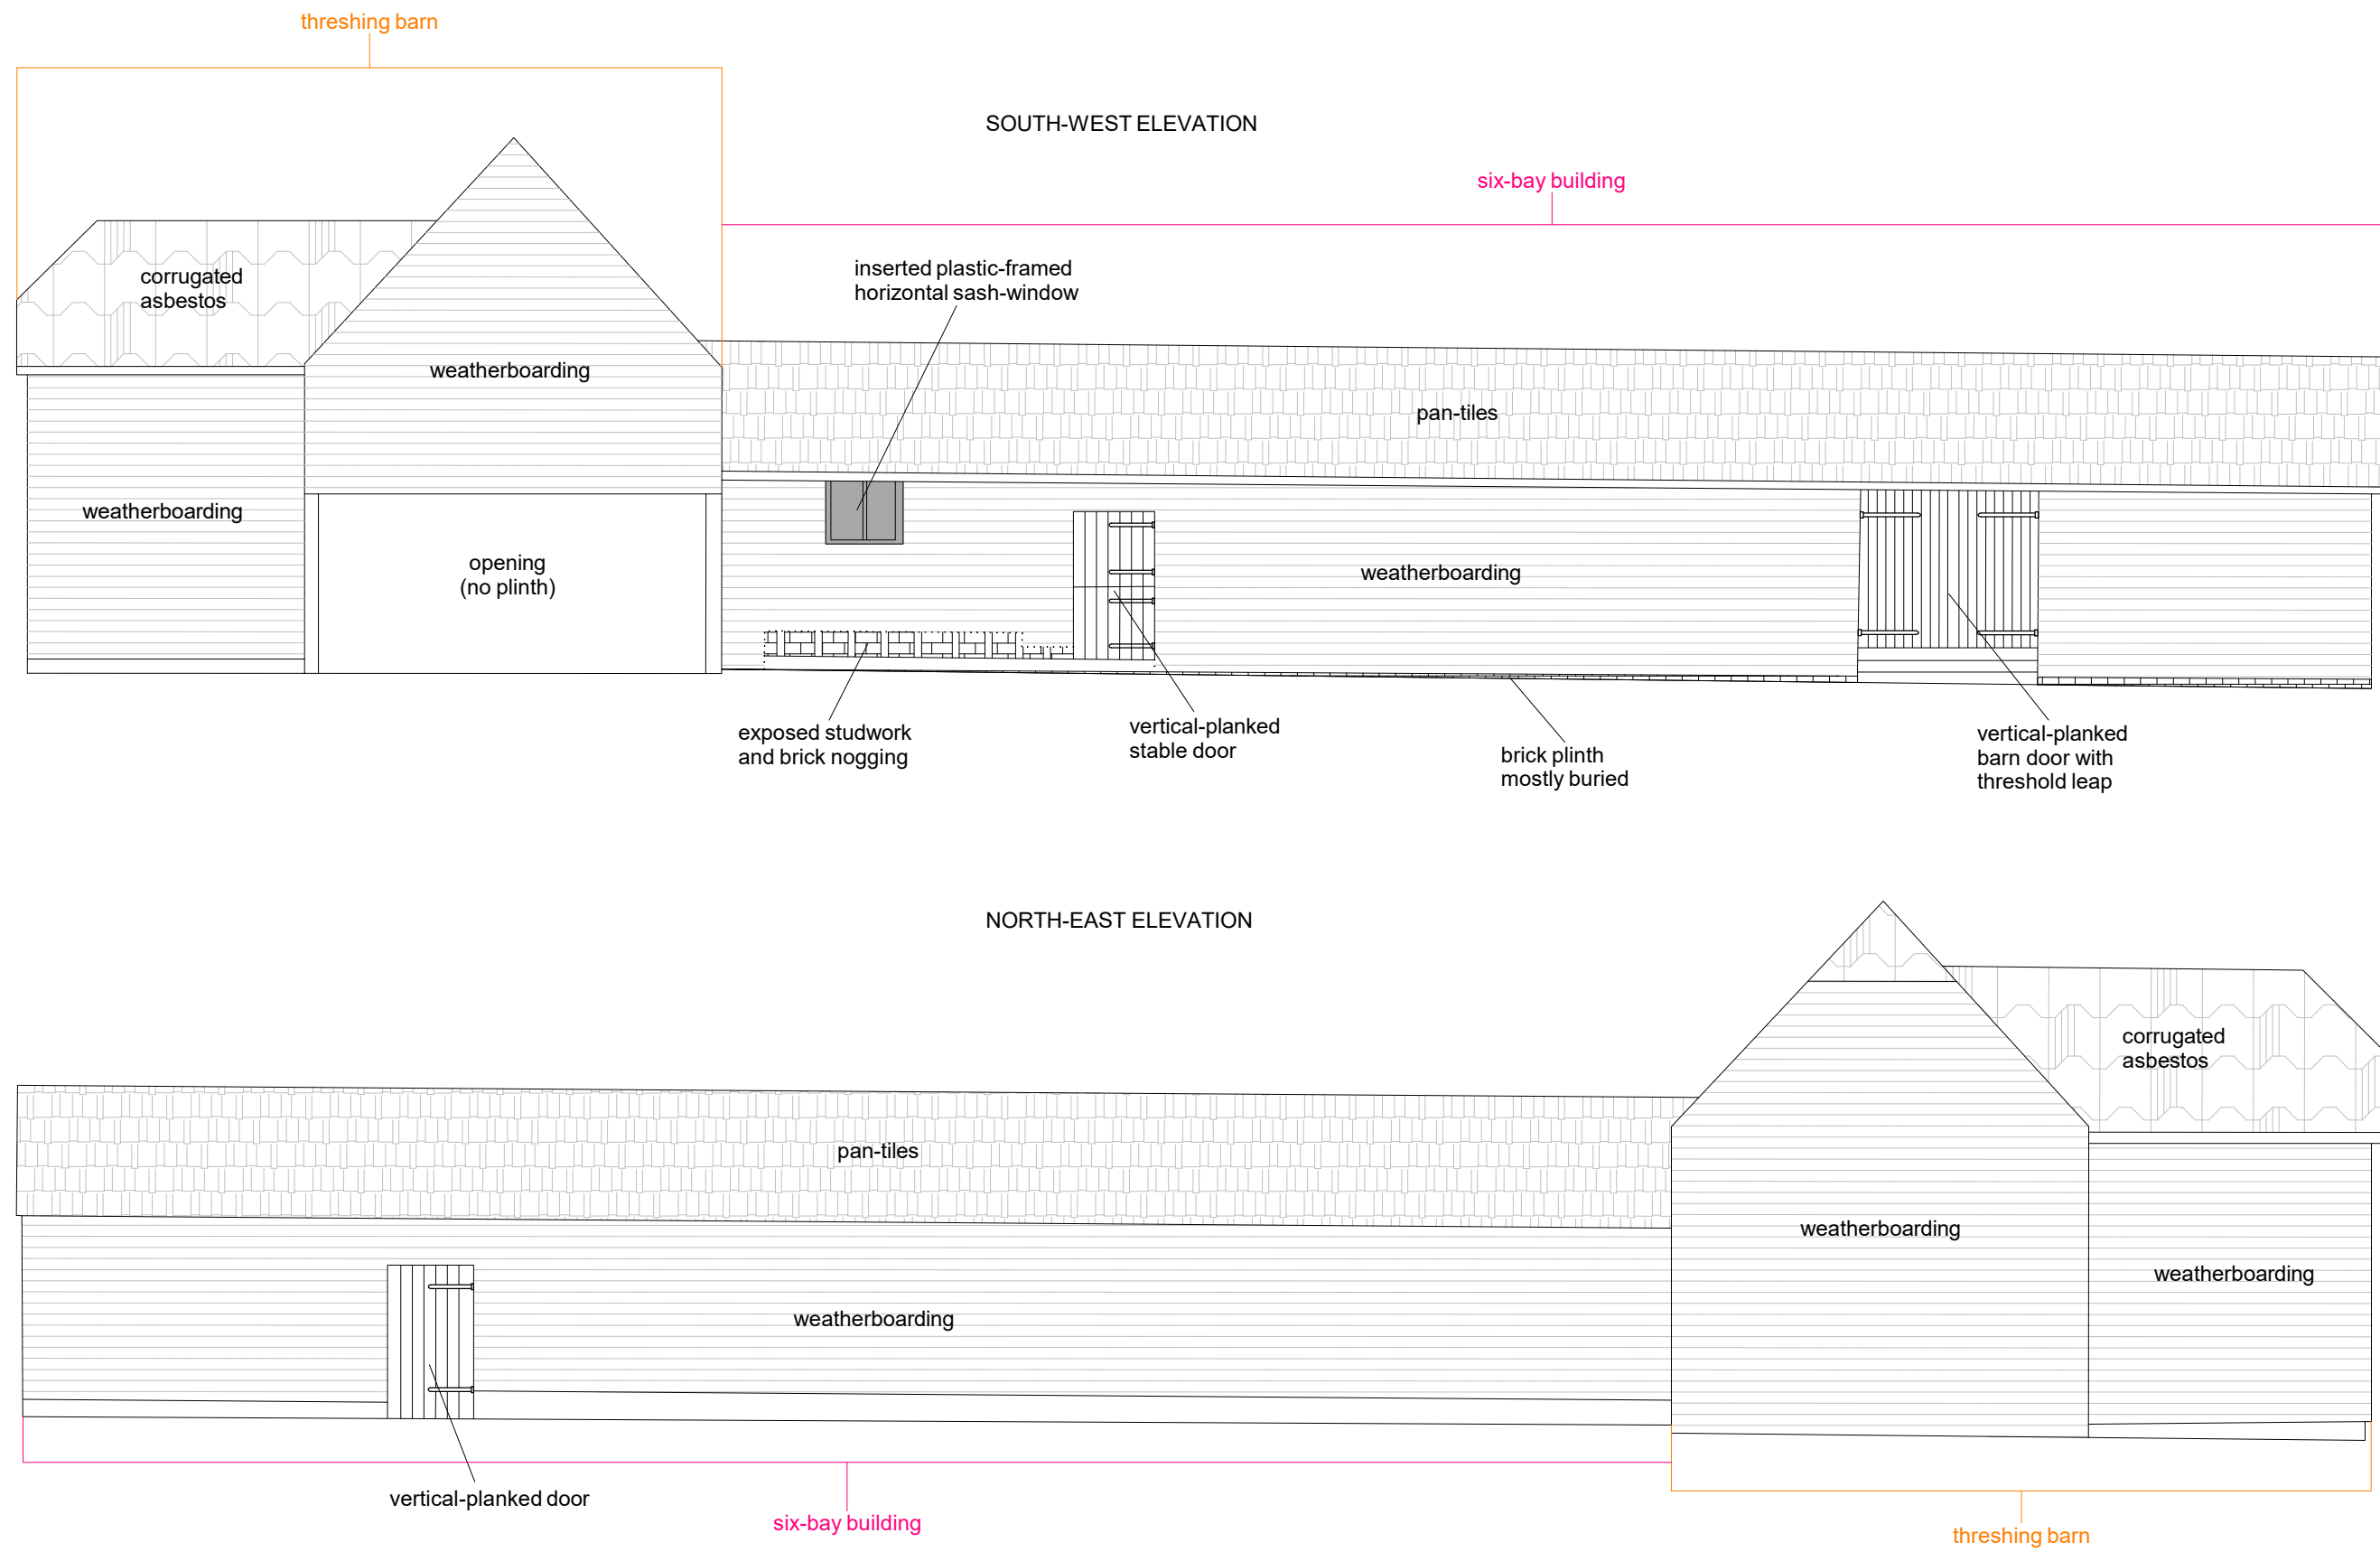 threshing barn
SOUTH-WEST ELEVATION
six-bay building
inserted plastic-framed
horizontal sash-window
corrugated
asbestos
weatherboarding
pan-tiles
weatherboarding
opening
(no plinth)
weatherboarding
exposed studwork
and brick nogging
vertical-planked
stable door
brick plinth
mostly buried
vertical-planked
barn door with
threshold leap
NORTH-EAST ELEVATION
corrugated
asbestos
pan-tiles
weatherboarding
weatherboarding
weatherboarding
vertical-planked door
six-bay building
threshing barn